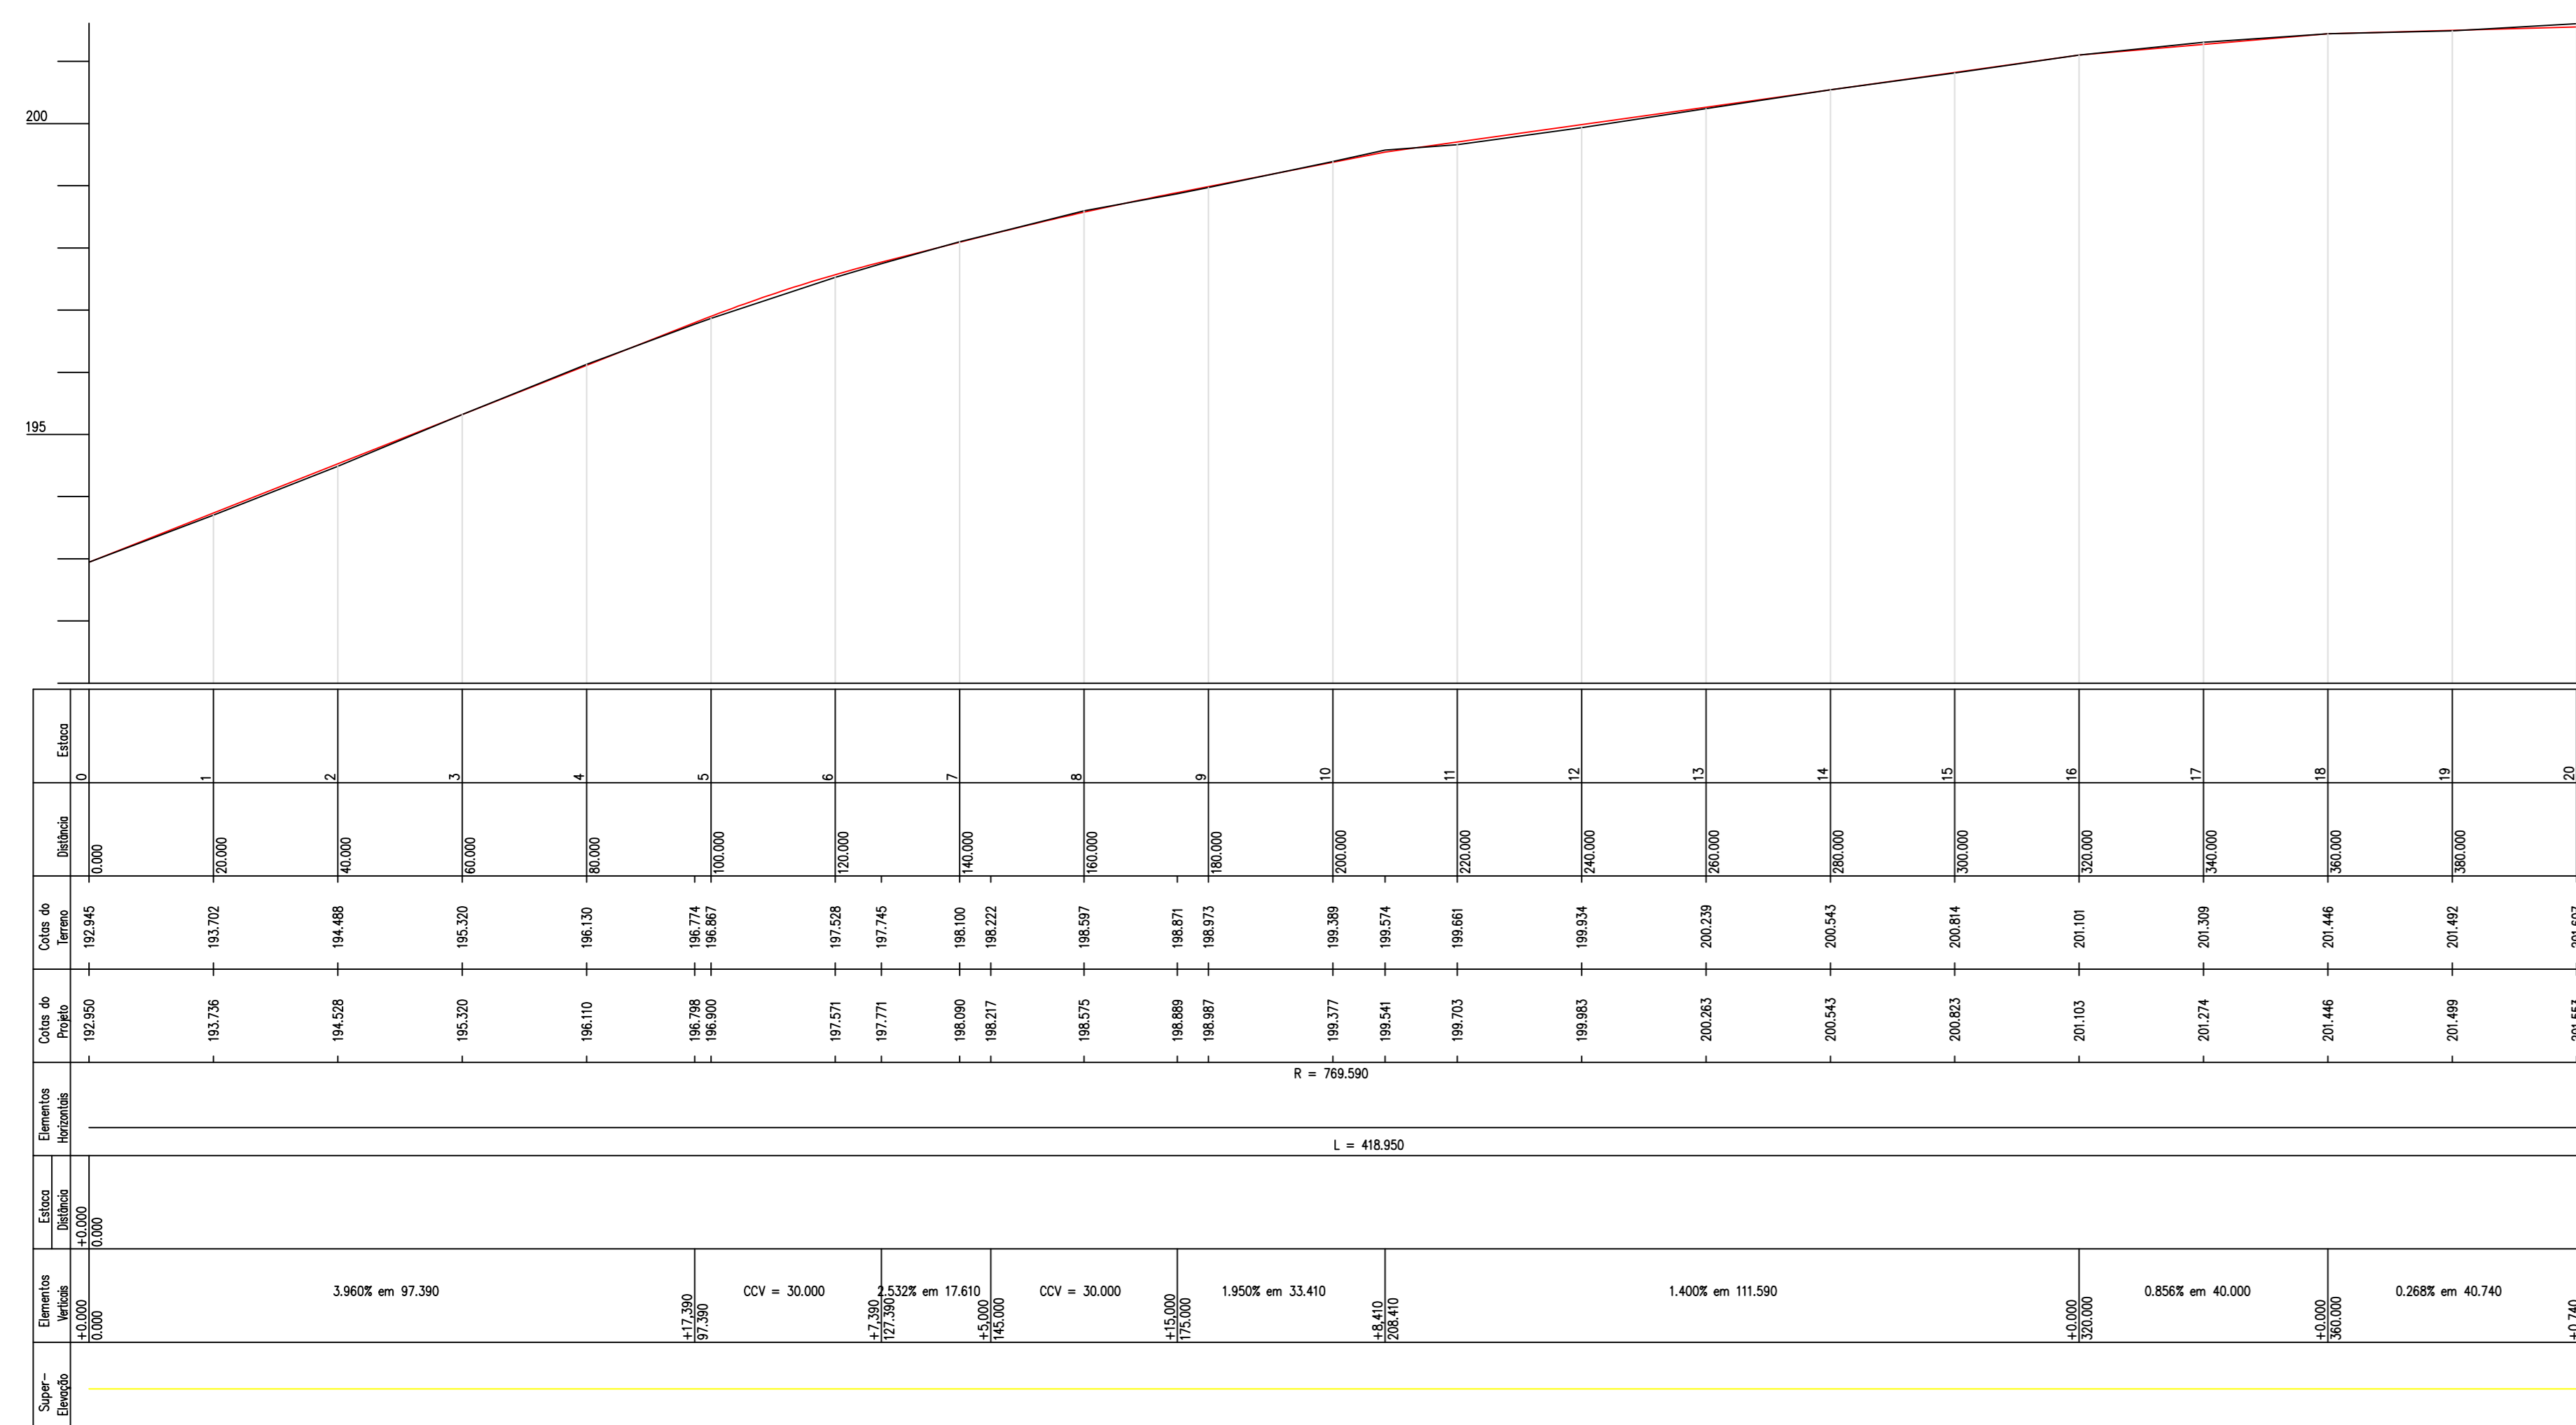 200
195
Estaca
0 1 2 3 4 5 6 7 8 9 10 11 12 13 14 15 16 17 18 19 20
Distância
0.000 20.000 40.000 60.000 80.000 100.000 120.000 140.000 160.000 180.000 200.000 220.000 240.000 260.000 280.000 300.000 320.000 340.000 360.000 380.000
Cotas do
Terreno
192.945 193.702 194.488 195.320 196.130 196.774 196.867 197.528 197.745 198.100 198.222 198.597 198.871 198.973 199.389 199.574 199.661 199.934 200.239 200.543 200.814 201.101 201.309 201.446 201.492
Cotas do
Projeto
192.950 193.736 194.528 195.320 196.110 196.798 196.900 197.571 197.771 198.090 198.217 198.575 198.889 198.987 199.377 199.541 199.703 199.983 200.263 200.543 200.823 201.103 201.274 201.446 201.499
Elementos
Horizontais
R = 769.590
L = 418.950
Estaca
Distância
+0.000
0.000
Elementos
Verticais
+0.000
0.000
3.960% em 97.390
+17,390
97.390
CCV = 30.000
+7,390
127.390
2.532% em 17.610
+5,000
145.000
CCV = 30.000
+15,000
175.000
1.950% em 33.410
+8,410
208.410
1.400% em 111.590
+0.000
320.000
0.856% em 40.000
+0.000
360.000
0.268% em 40.740
Super-
Elevação